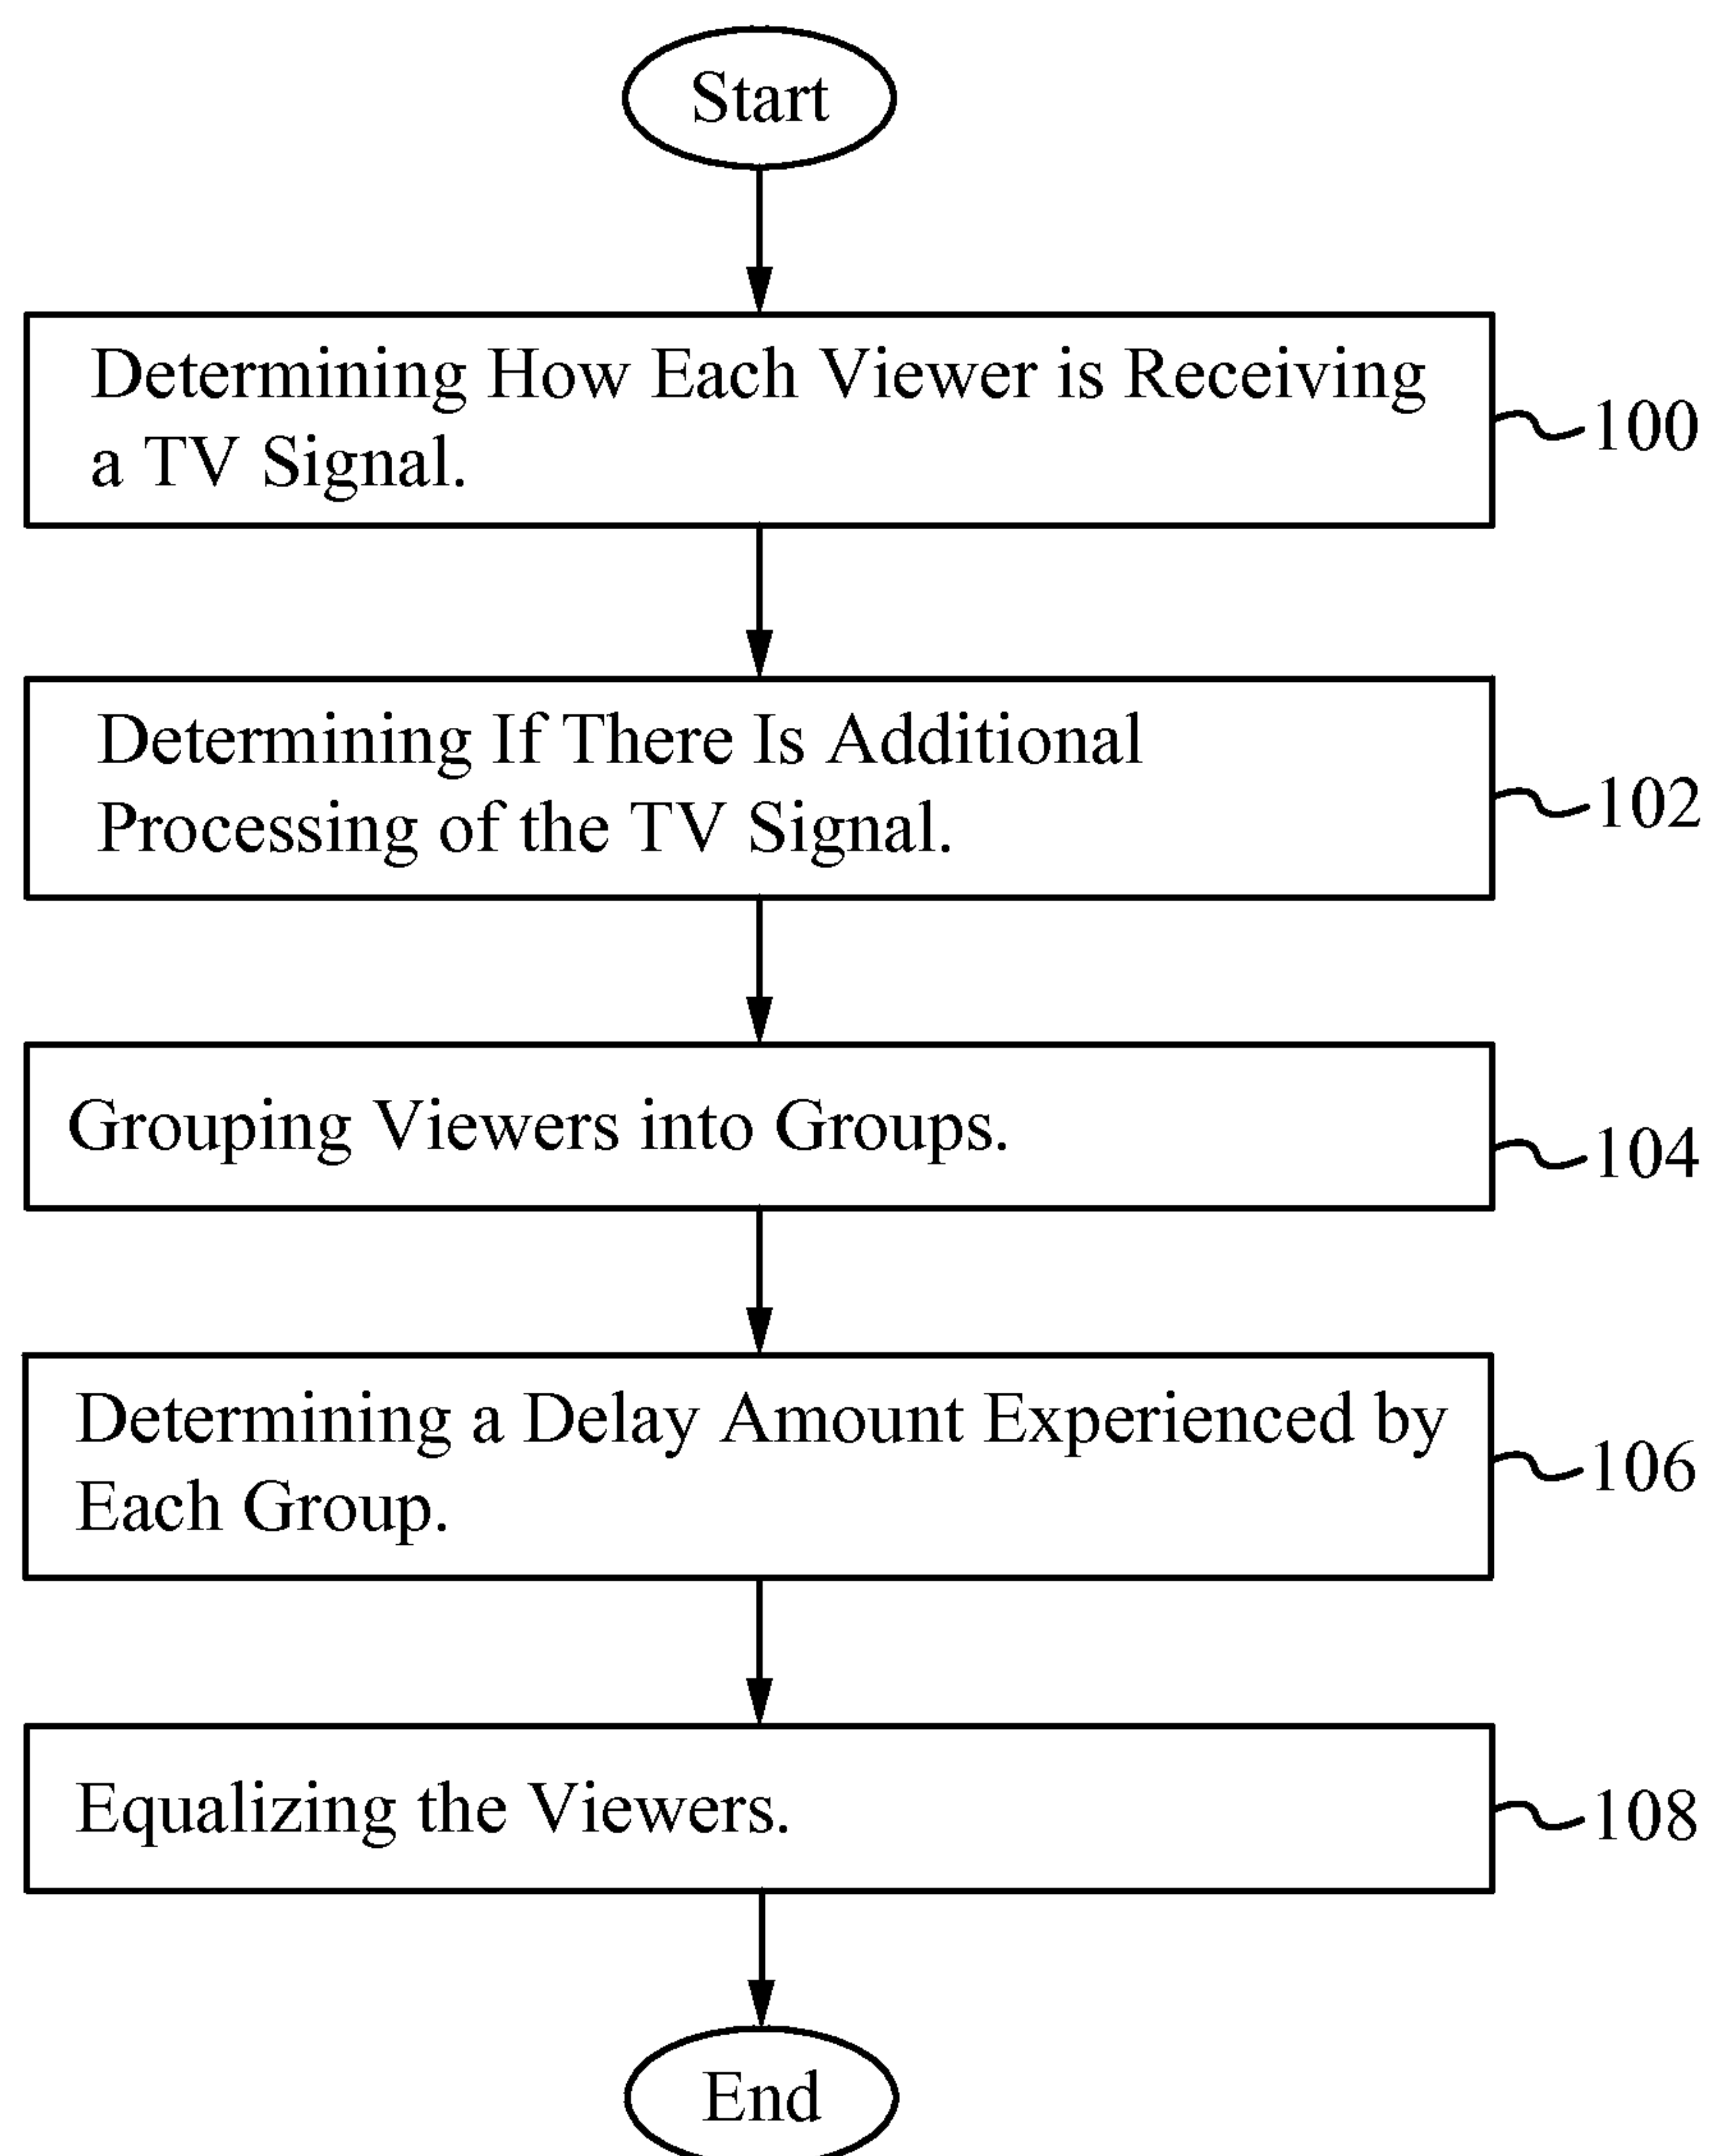 Start
Determining How Each Viewer is Receiving
a TV Signal.
100
Determining If There Is Additional
Processing of the TV Signal.
102
Grouping Viewers into Groups.
104
Determining a Delay Amount Experienced by
Each Group.
106
Equalizing the Viewers.
108
End